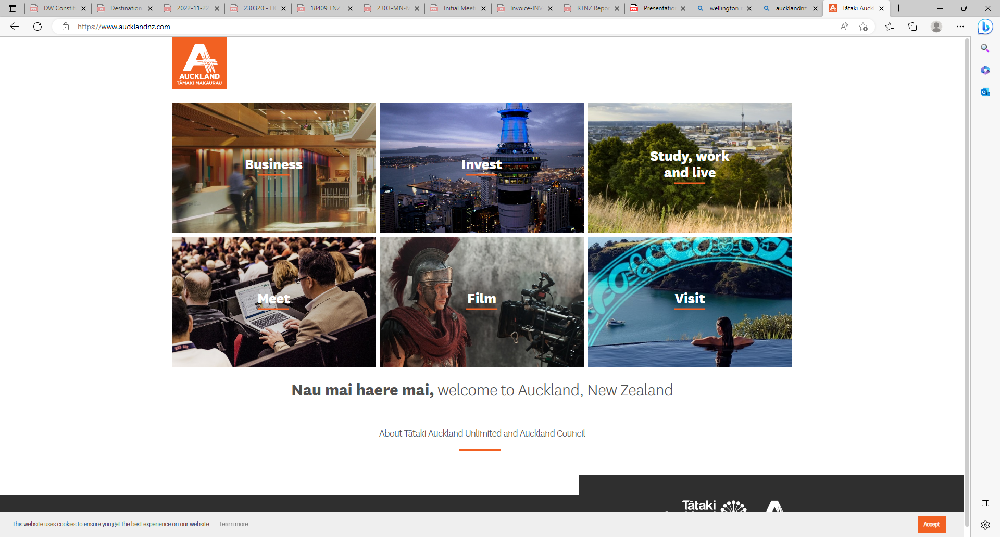 DW Constit
Destination
2022-11-22
230320 - HO
18409 TNZ
2303-MN-M
Initial Meeti
Invoice-INV
RTNZ Repor
Presentation
wellington
aucklandnz
Tātaki Auck
https://www.aucklandnz.com
AUCKLAND
TĀMAKI MAKAURAU
Business
Invest
Study, work
and live
Meet
Film
Visit
Nau mai haere mai, welcome to Auckland, New Zealand
About Tātaki Auckland Unlimited and Auckland Council
Tātaki
This website uses cookies to ensure you get the best experience on our website. Learn more
Accept